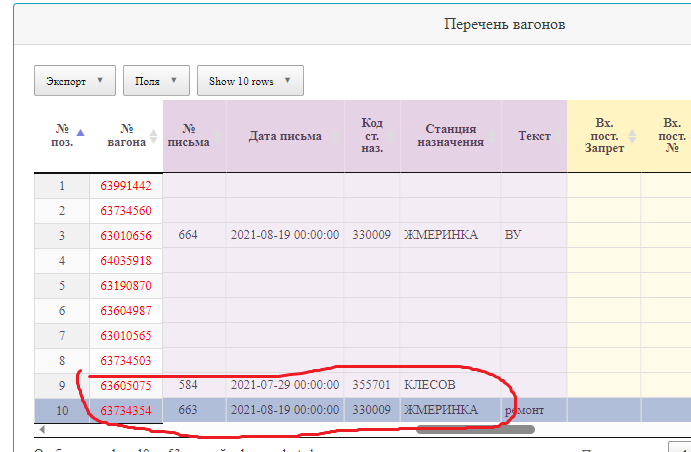 Перечень вагонов
Экспорт Поля Show 10 rows
№ поз. № вагона № письма Дата письма Код ст. наз. Станция назначения Текст Вх. пост. Запрет Вх. пост. №
1 63991442
2 63734560
3 63010656 664 2021-08-19 00:00:00 330009 ЖМЕРИНКА ВУ
4 64035918
5 63190870
6 63604987
7 63010565
8 63734503
9 63605075 584 2021-07-29 00:00:00 355701 КЛЕСОВ
10 63734354 663 2021-08-19 00:00:00 330009 ЖМЕРИНКА ремонт